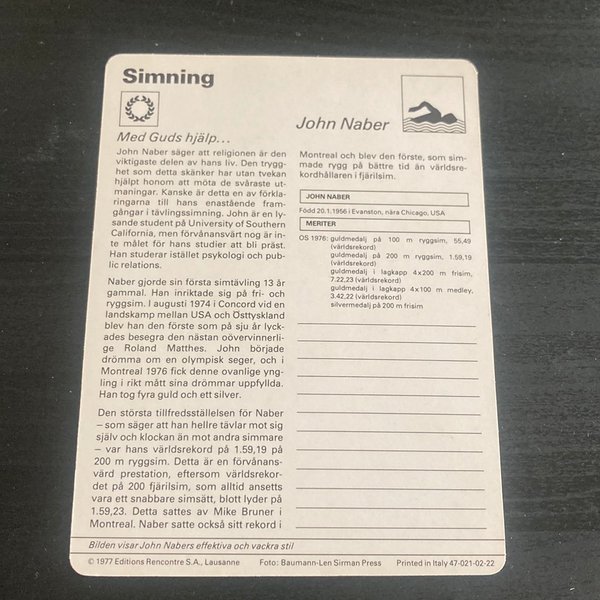 Simning
Med Guds hjälp...
John Naber
John Naber säger att religionen är den
viktigaste delen av hans liv. Den trygg-
het som detta skänker har utan tvekan
hjälpt honom att möta de svåraste ut-
maningar. Kanske är detta en av förkla-
ringarna till hans enastående fram-
gångar i tävlingssimning. John är en ly-
sande student på University of Southern
California, men förvånansvärt nog är in-
te målet för hans studier att bli präst.
Han studerar istället psykologi och pub-
lic relations.
Naber gjorde sin första simtävling 13 år
gammal. Han inriktade sig på fri- och
ryggsim. I augusti 1974 i Concord vid en
landskamp mellan USA och Östtyskland
blev han den förste som på sju år lyck-
ades besegra den nästan oövervinnerli-
ge Roland Matthes. John började
drömma om en olympisk seger, och i
Montreal 1976 fick denne ovanlige yng-
ling i rikt mått sina drömmar uppfyllda.
Han tog fyra guld och ett silver.
Den största tillfredsställelsen för Naber
– som säger att han hellre tävlar mot sig
själv och klockan än mot andra simmare
– var hans världsrekord på 1.59,19 på
200 m ryggsim. Detta är en förvånans-
värd prestation, eftersom världsrekor-
det på 200 fjärilsim, som alltid ansetts
vara ett snabbare simsätt, blott lyder på
1.59,23. Detta sattes av Mike Bruner i
Montreal. Naber satte också sitt rekord i
Montreal och blev den förste, som sim-
made rygg på bättre tid än världsre-
kordhållaren i fjärilsim.
JOHN NABER
Född 20.1.1956 i Evanston, nära Chicago, USA
MERITER
OS 1976: guldmedalj på 100 m ryggsim, 55,49
(världsrekord)
guldmedalj på 200 m ryggsim, 1.59,19
(världsrekord)
guldmedalj i lagkapp 4x200 m frisim,
7.22,23 (världsrekord)
guldmedalj i lagkapp 4x100 m medley,
3.42,22 (världsrekord)
silvermedalj på 200 m frisim
Bilden visar John Nabers effektiva och vackra stil
© 1977 Editions Rencontre S.A., Lausanne Foto: Baumann-Len Sirman Press Printed in Italy 47-021-02-22